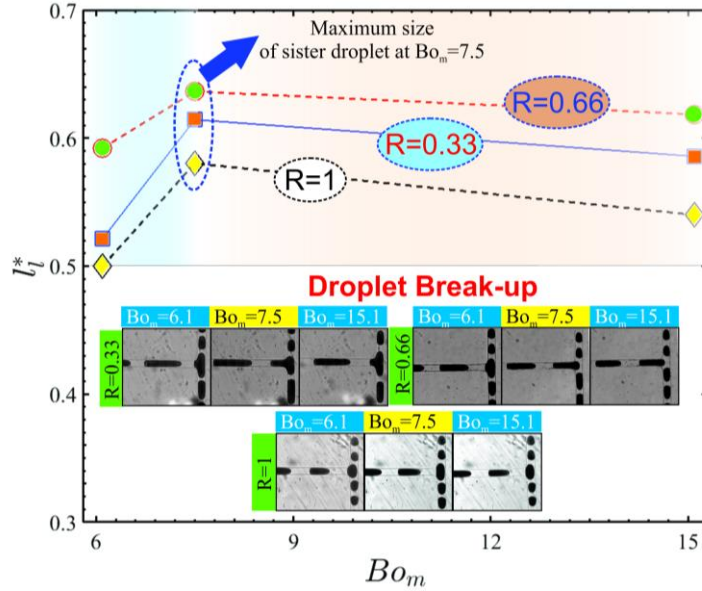 0.7
Maximum size
of sister droplet at Boₘ=7.5
R=0.66
0.6
R=0.33
R=1
lₗ*
0.5
Droplet Break-up
Boₘ=6.1 Boₘ=7.5 Boₘ=15.1 Boₘ=6.1 Boₘ=7.5 Boₘ=15.1
R=0.33 R=0.66
0.4
Boₘ=6.1 Boₘ=7.5 Boₘ=15.1
R=1
0.3
6 9 12 15
Boₘ